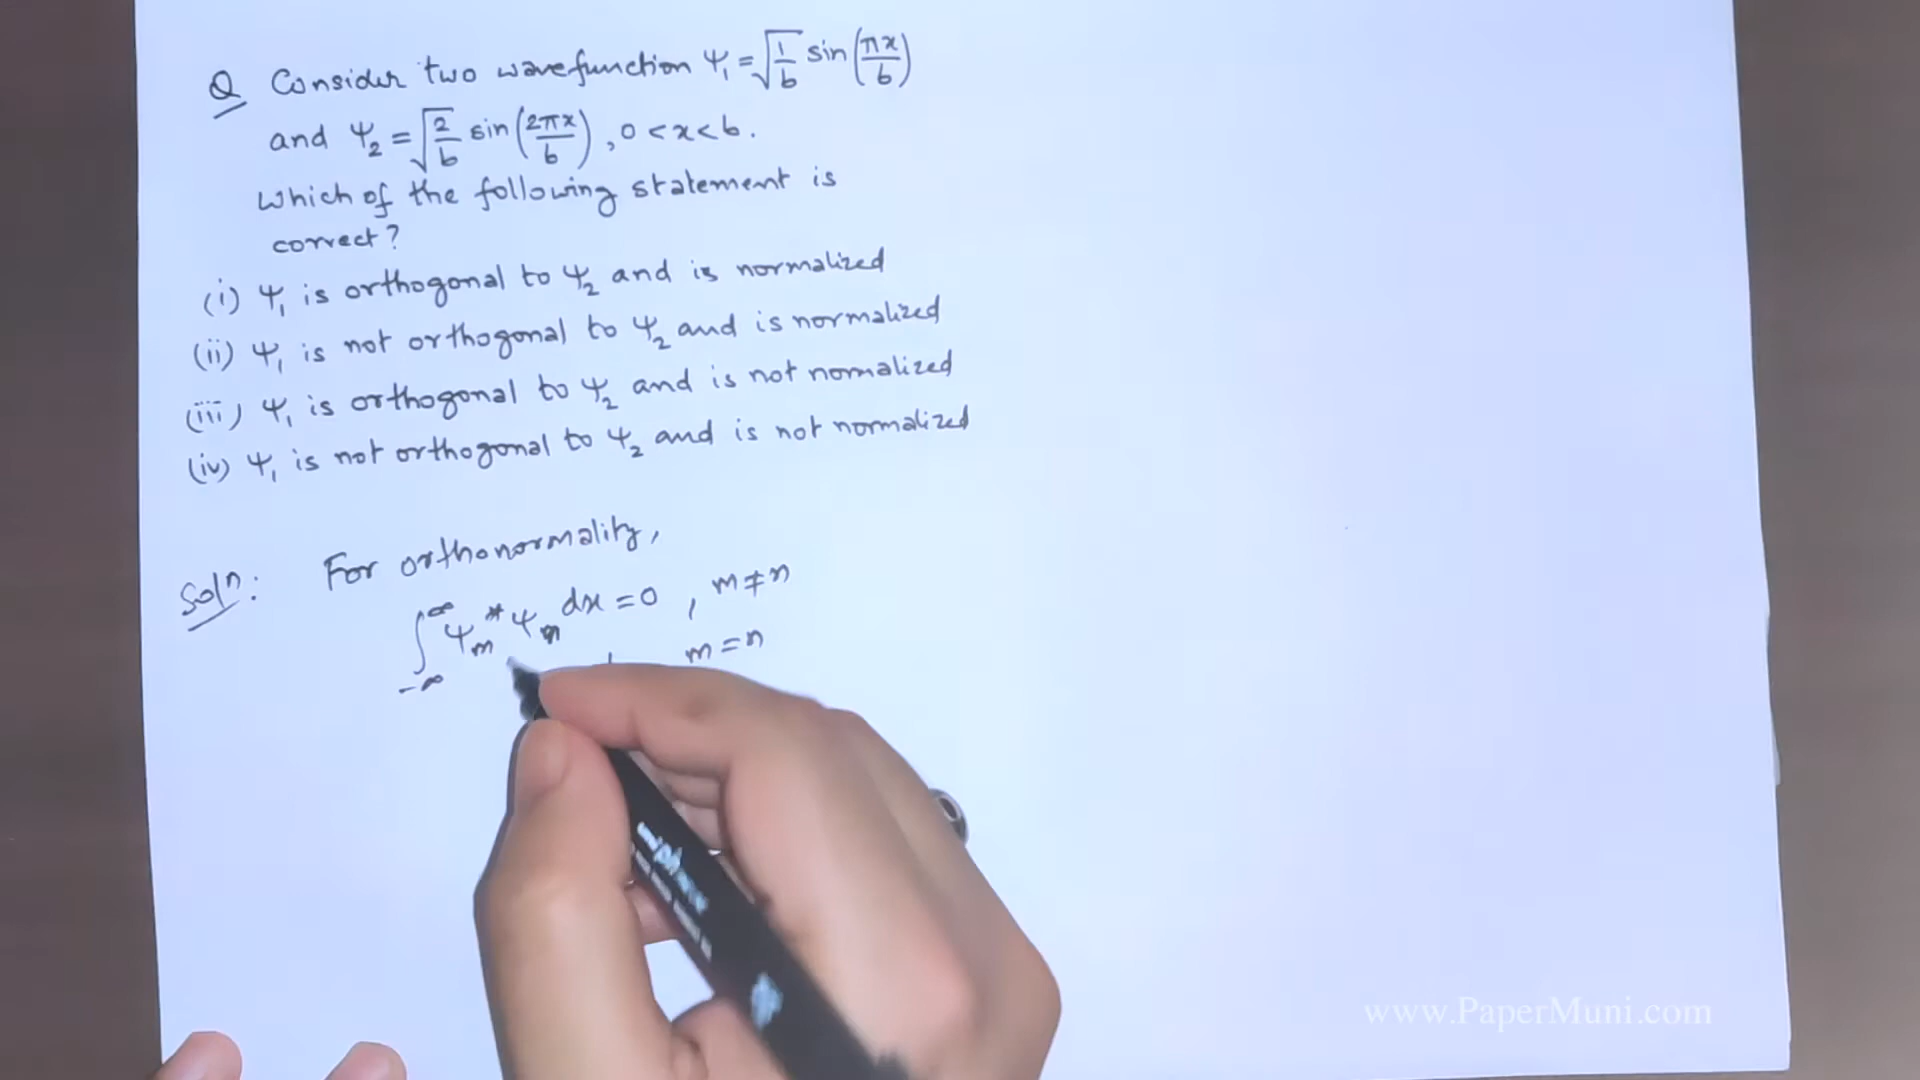 Q Consider two wavefunction Ψ₁ = √(1/b) sin(πx/b)
and Ψ₂ = √(2/b) sin(2πx/b), 0 < x < b.
Which of the following statement is
correct?
(i) Ψ₁ is orthogonal to Ψ₂ and is normalized
(ii) Ψ₁ is not orthogonal to Ψ₂ and is normalized
(iii) Ψ₁ is orthogonal to Ψ₂ and is not normalized
(iv) Ψ₁ is not orthogonal to Ψ₂ and is not normalized
Solⁿ: For orthonormality,
∫_{-∞}^{∞} Ψₘ* Ψₙ dx = 0 , m ≠ n
m = n
www.PaperMuni.com